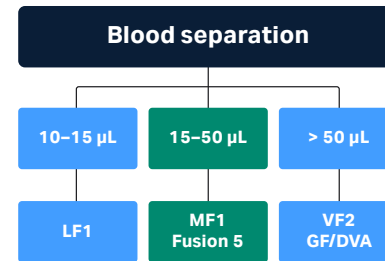 Blood separation
10–15 µL
15–50 µL
> 50 µL
LF1
MF1
Fusion 5
VF2
GF/DVA